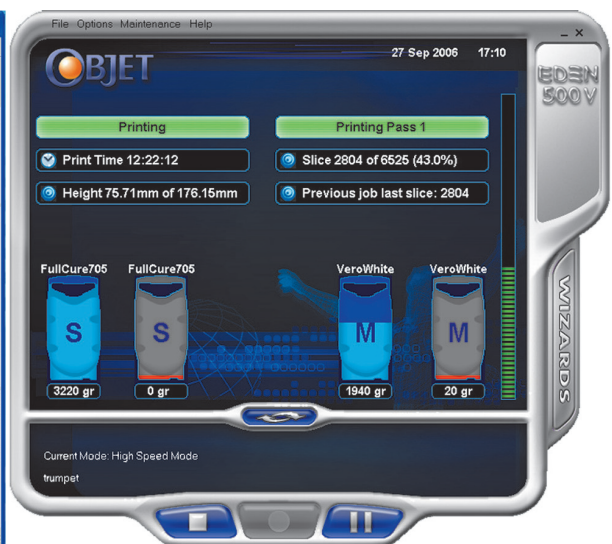 File Options Maintenance Help
OBJET
27 Sep 2006 17:10
EDEN
500V
Printing
Printing Pass 1
Print Time 12:22:12
Slice 2804 of 6525 (43.0%)
Height 75.71mm of 176.15mm
Previous job last slice: 2804
FullCure705 FullCure705 VeroWhite VeroWhite
S S M M
3220 gr 0 gr 1940 gr 20 gr
WIZARDS
Current Mode: High Speed Mode
trumpet